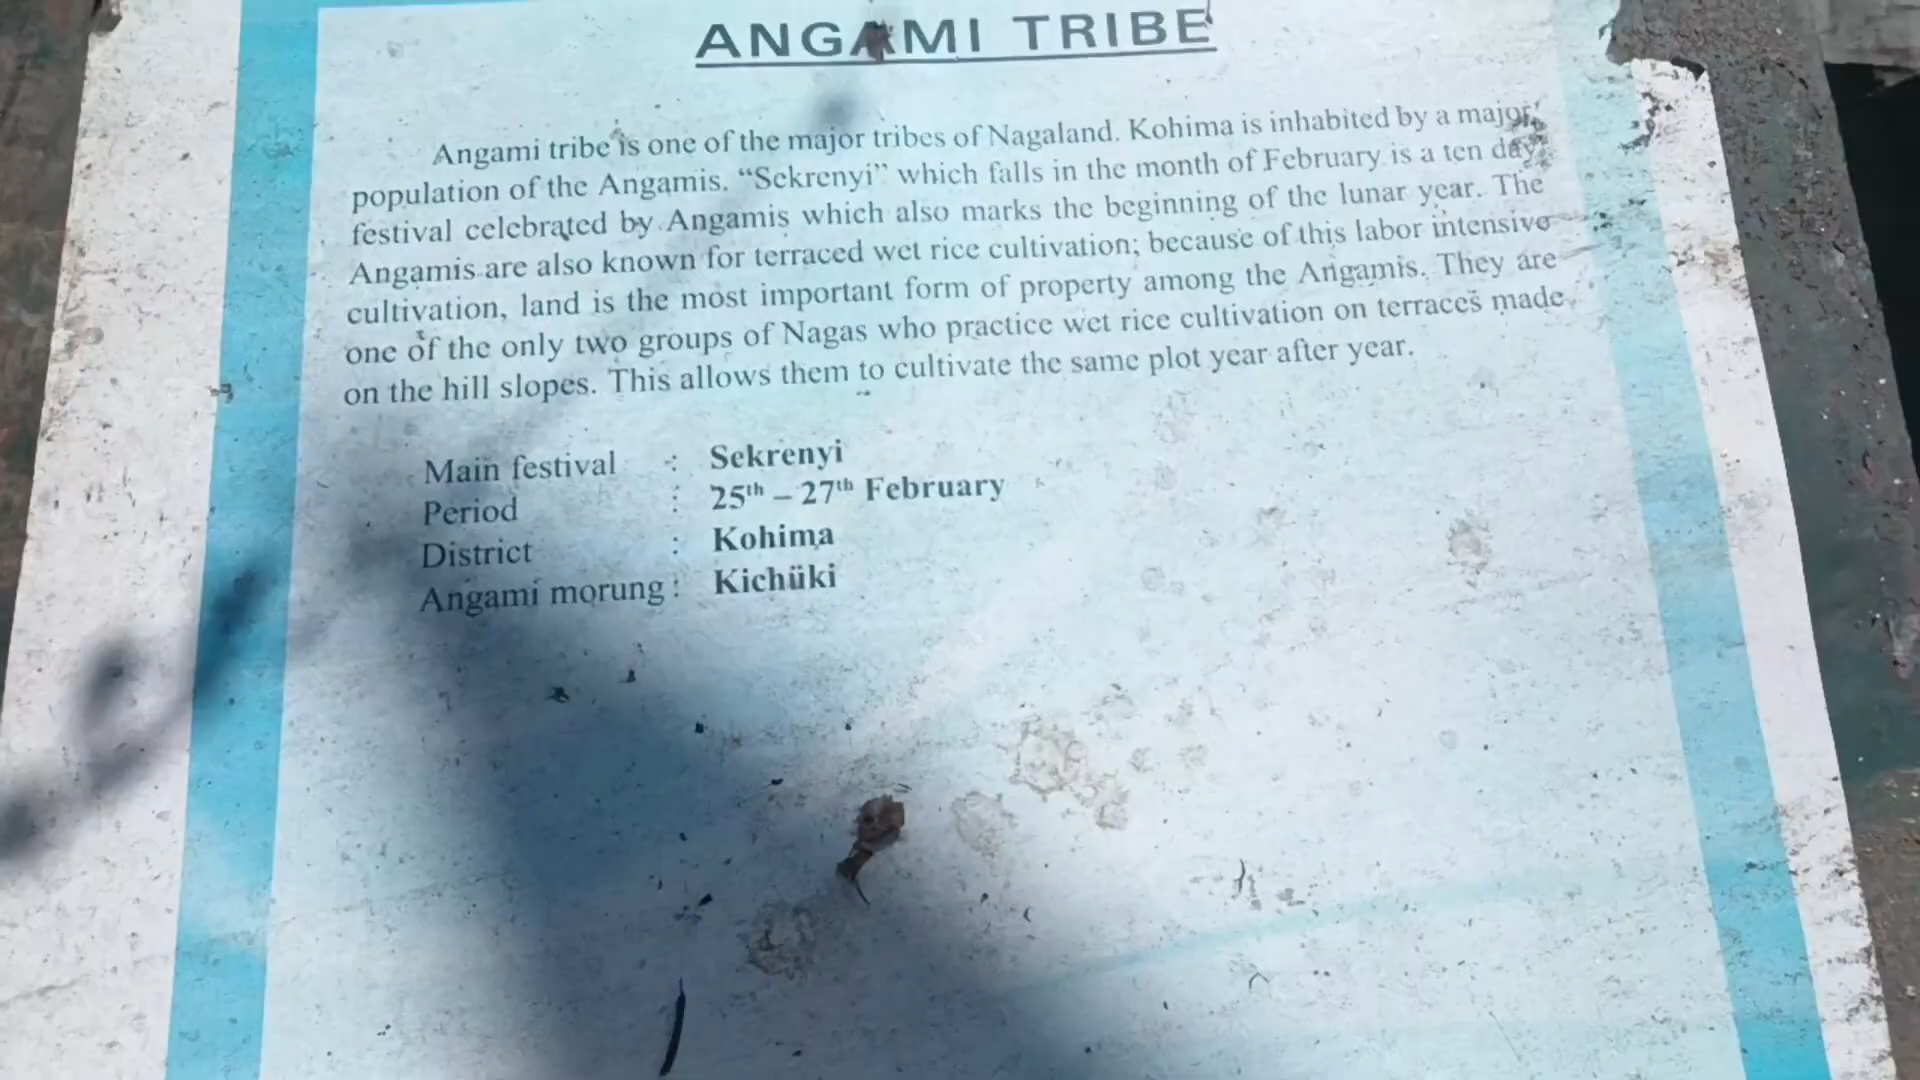 ANGAMI TRIBE
Angami tribe is one of the major tribes of Nagaland. Kohima is inhabited by a major
population of the Angamis. “Sekrenyi” which falls in the month of February is a ten day
festival celebrated by Angamis which also marks the beginning of the lunar year. The
Angamis are also known for terraced wet rice cultivation; because of this labor intensive
cultivation, land is the most important form of property among the Angamis. They are
one of the only two groups of Nagas who practice wet rice cultivation on terraces made
on the hill slopes. This allows them to cultivate the same plot year after year.
Main festival : Sekrenyi
Period : 25th – 27th February
District : Kohima
Angami morung : Kichüki